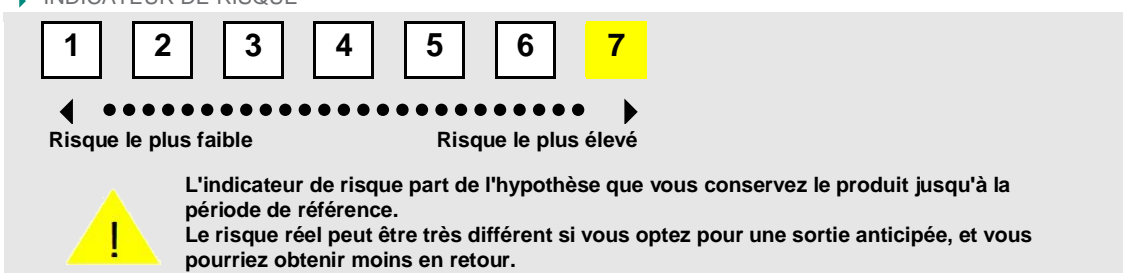 INDICATEUR DE RISQUE
1 2 3 4 5 6 7
Risque le plus faible Risque le plus élevé
L'indicateur de risque part de l'hypothèse que vous conservez le produit jusqu'à la
période de référence.
Le risque réel peut être très différent si vous optez pour une sortie anticipée, et vous
pourriez obtenir moins en retour.
!